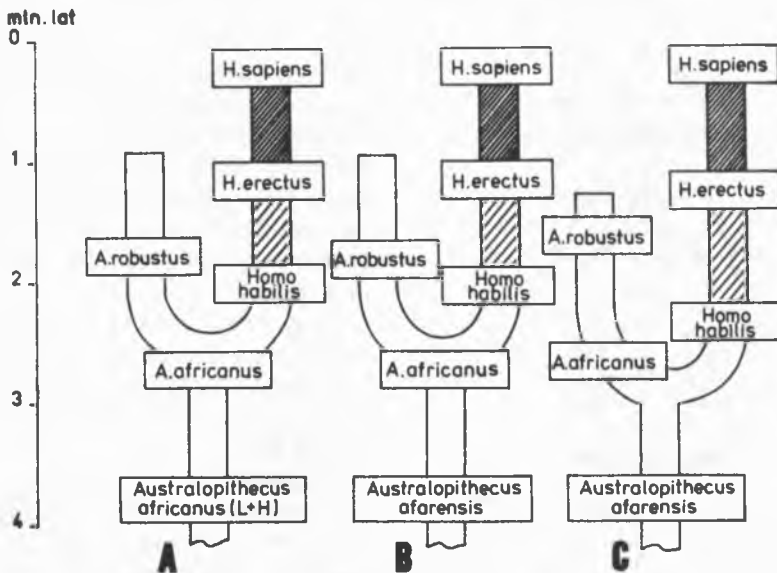 mln. lat
0
1
2
3
4
H. sapiens
H. erectus
A. robustus
Homo
habilis
A. africanus
Australopithecus
africanus (L+H)
A
H. sapiens
H. erectus
A. robustus
Homo
habilis
A. africanus
Australopithecus
afarensis
B
H. sapiens
H. erectus
A. robustus
Homo
habilis
A. africanus
Australopithecus
afarensis
C